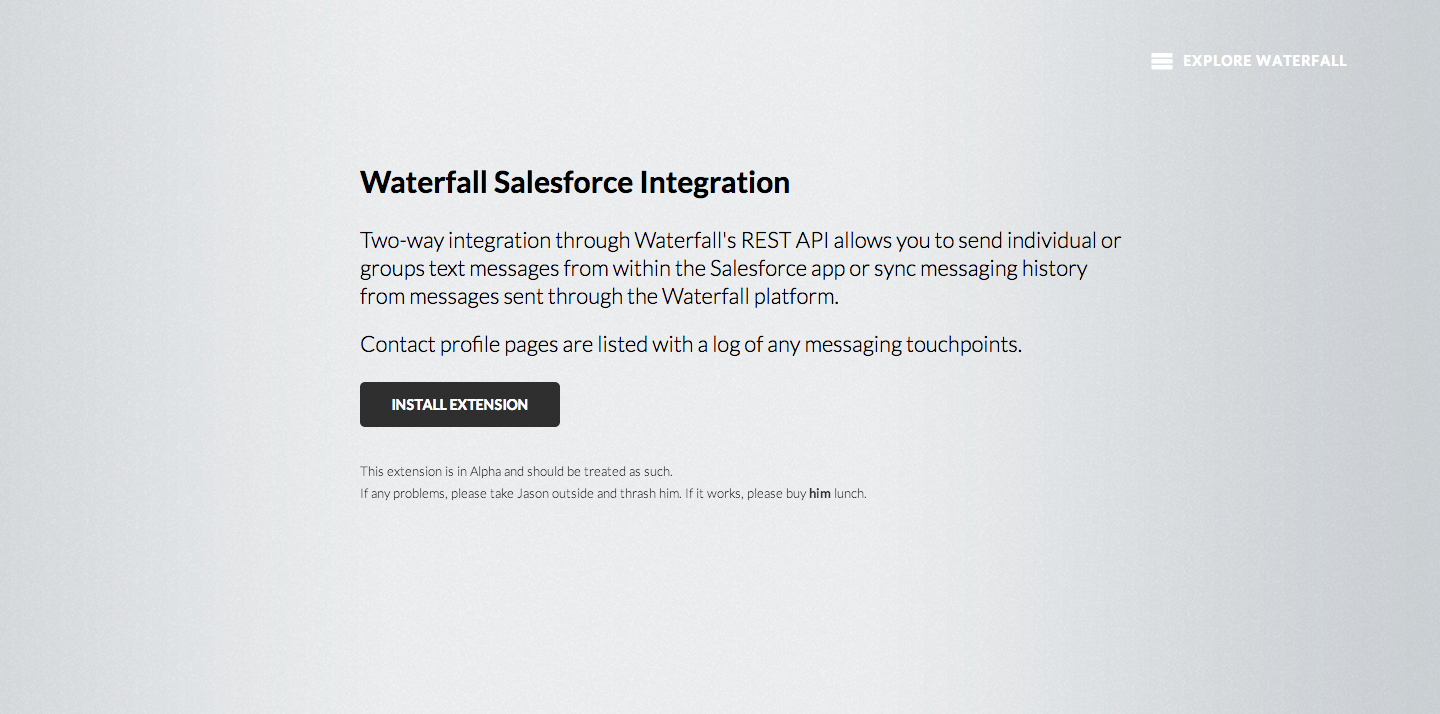 EXPLORE WATERFALL
Waterfall Salesforce Integration
Two-way integration through Waterfall's REST API allows you to send individual or
groups text messages from within the Salesforce app or sync messaging history
from messages sent through the Waterfall platform.
Contact profile pages are listed with a log of any messaging touchpoints.
INSTALL EXTENSION
This extension is in Alpha and should be treated as such.
If any problems, please take Jason outside and thrash him. If it works, please buy him lunch.